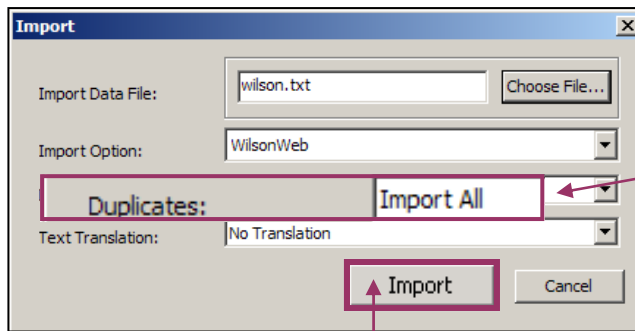 Import
Import Data File: wilson.txt Choose File...
Import Option: WilsonWeb
Duplicates: Import All
Text Translation: No Translation
Import Cancel